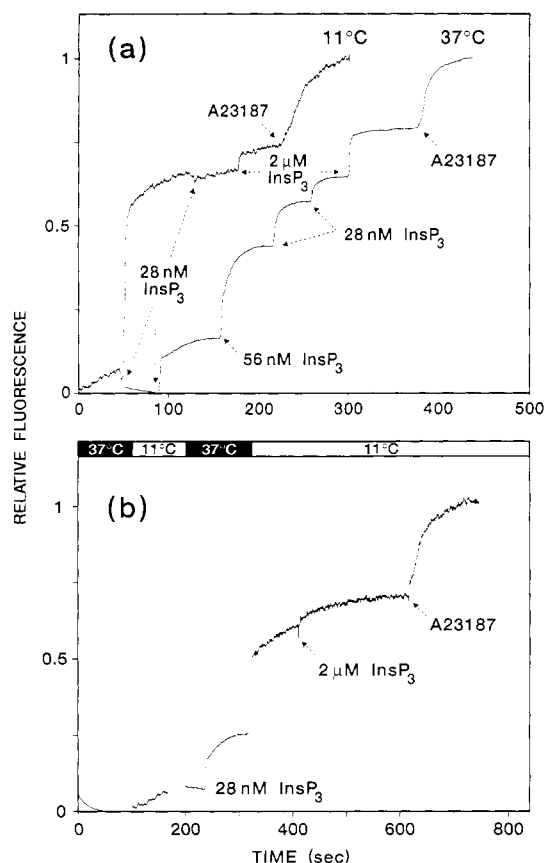 (a)
11°C
37°C
A23187
A23187
2 μM
InsP3
28 nM InsP3
28 nM
InsP3
56 nM InsP3
1
0.5
0
0
100
200
300
400
500
RELATIVE FLUORESCENCE
37°C
11°C
37°C
11°C
(b)
1
A23187
2 μM InsP3
0.5
28 nM InsP3
0
0
200
400
600
800
TIME (sec)